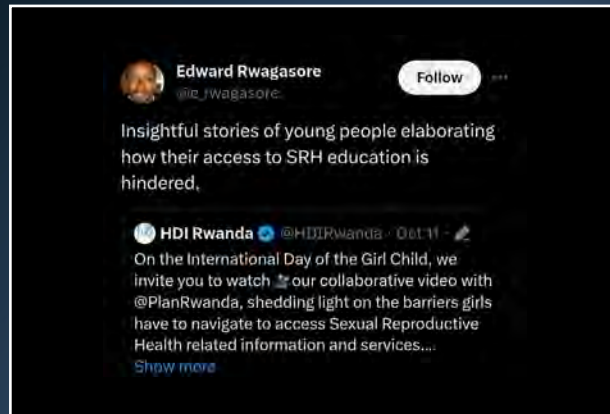 Edward Rwagasore
Follow
@e_rwagasore
Insightful stories of young people elaborating
how their access to SRH education is
hindered.
HDI Rwanda @HDIRwanda · Oct 11
On the International Day of the Girl Child, we
invite you to watch our collaborative video with
@PlanRwanda, shedding light on the barriers girls
have to navigate to access Sexual Reproductive
Health related information and services....
Show more